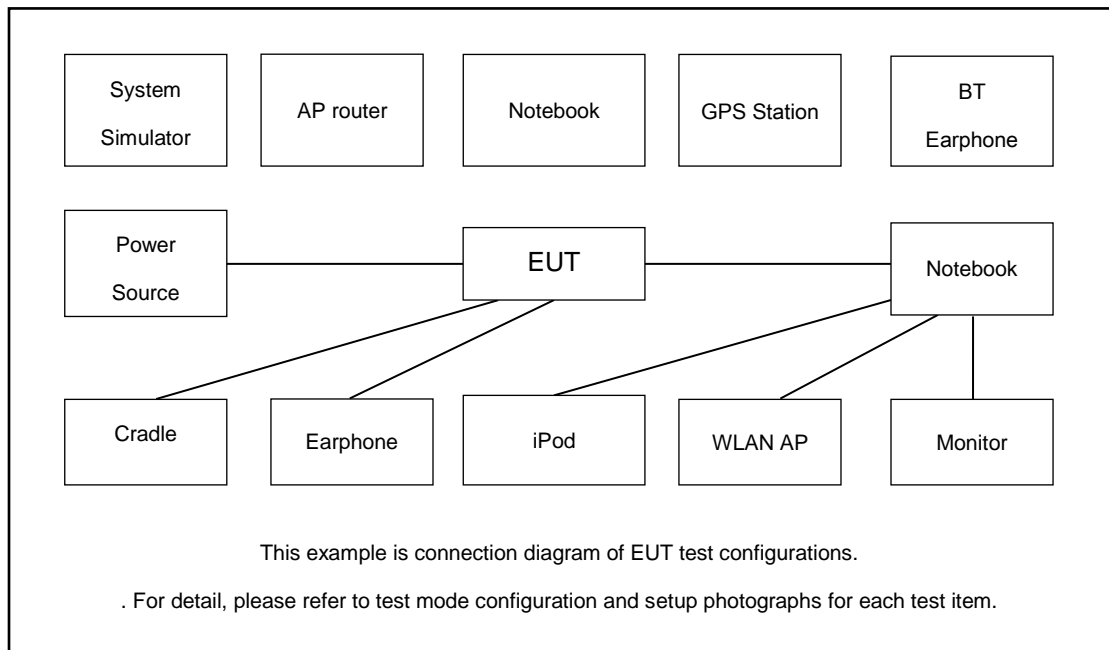 System
Simulator
AP router
Notebook
GPS Station
BT
Earphone
Power
Source
EUT
Notebook
Cradle
Earphone
iPod
WLAN AP
Monitor
This example is connection diagram of EUT test configurations.
. For detail, please refer to test mode configuration and setup photographs for each test item.